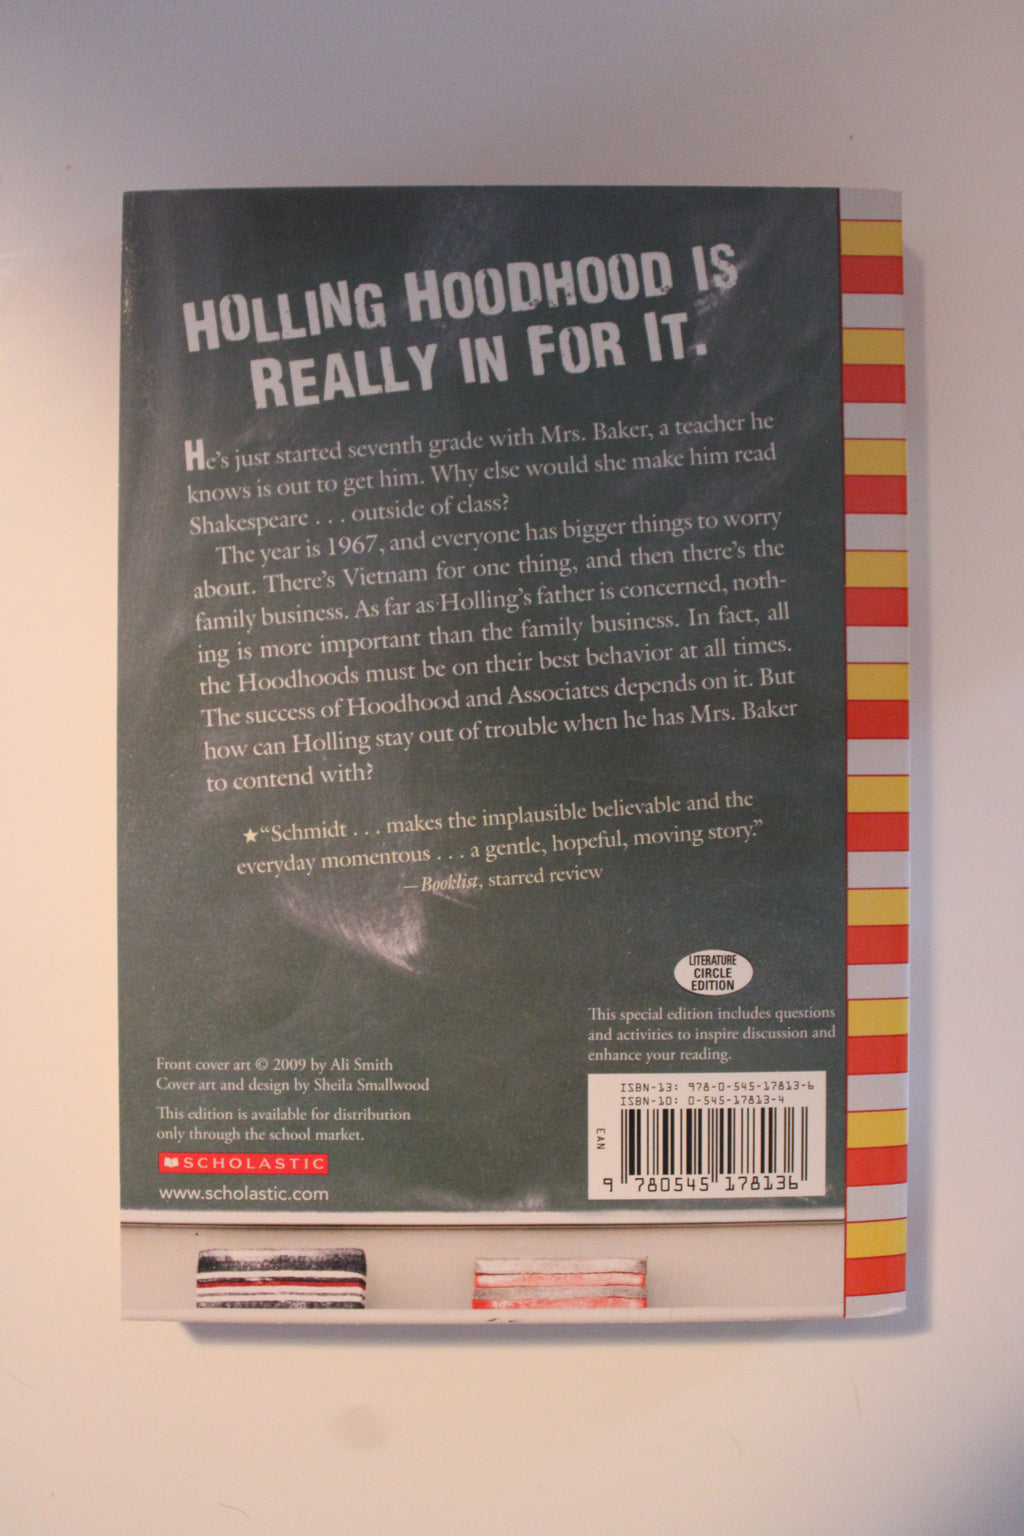 HOLLING HOODHOOD IS
REALLY IN FOR IT.
He's just started seventh grade with Mrs. Baker, a teacher he
knows is out to get him. Why else would she make him read
Shakespeare . . . outside of class?
The year is 1967, and everyone has bigger things to worry
about. There's Vietnam for one thing, and then there's the
family business. As far as Holling's father is concerned, noth-
ing is more important than the family business. In fact, all
the Hoodhoods must be on their best behavior at all times.
The success of Hoodhood and Associates depends on it. But
how can Holling stay out of trouble when he has Mrs. Baker
to contend with?
★ “Schmidt . . . makes the implausible believable and the
everyday momentous . . . a gentle, hopeful, moving story.”
—Booklist, starred review
LITERATURE
CIRCLE
EDITION
This special edition includes questions
and activities to inspire discussion and
enhance your reading.
Front cover art © 2009 by Ali Smith
Cover art and design by Sheila Smallwood
This edition is available for distribution
only through the school market.
SCHOLASTIC
www.scholastic.com
ISBN-13: 978-0-545-17813-6
ISBN-10: 0-545-17813-4
EAN
9 780545 178136